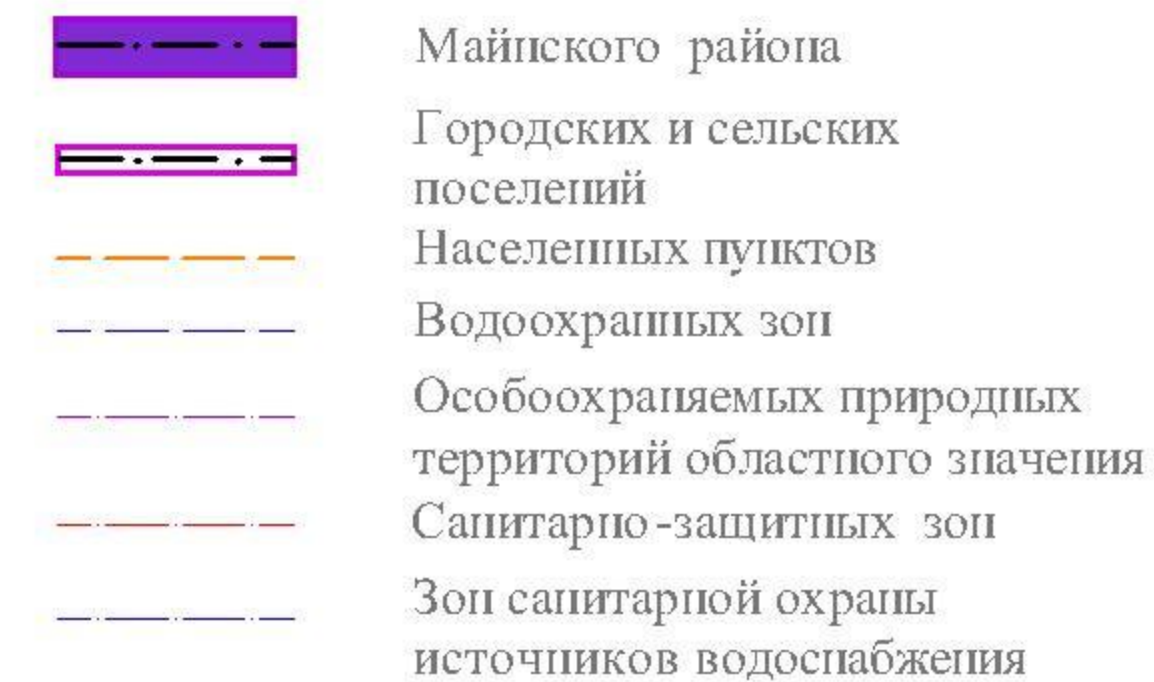 Майнского района
Городских и сельских
поселений
Населенных пунктов
Водоохранных зон
Особоохраняемых природных
территорий областного значения
Санитарно-защитных зон
Зон санитарной охраны
источников водоснабжения